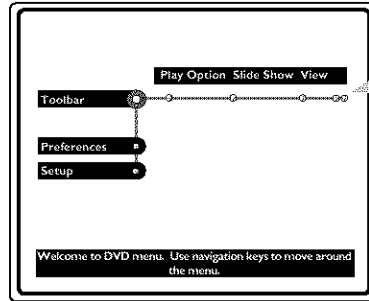 Play Option Slide Show View
Toolbar
Preferences
Setup
Welcome to DVD menu. Use navigation keys to move around
the menu.